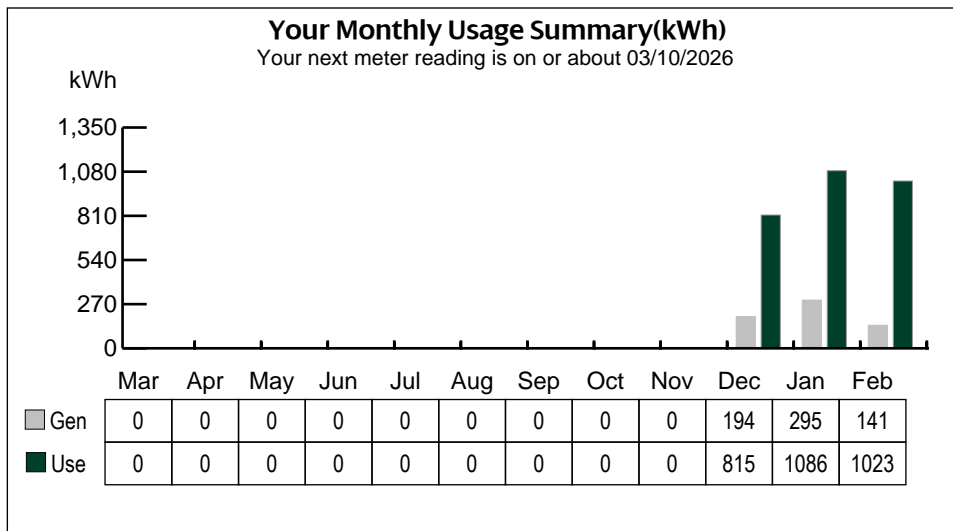 Your Monthly Usage Summary(kWh)
Your next meter reading is on or about 03/10/2026
kWh
1,350
1,080
810
540
270
0
Mar Apr May Jun Jul Aug Sep Oct Nov Dec Jan Feb
Gen 0 0 0 0 0 0 0 0 0 194 295 141
Use 0 0 0 0 0 0 0 0 0 815 1086 1023